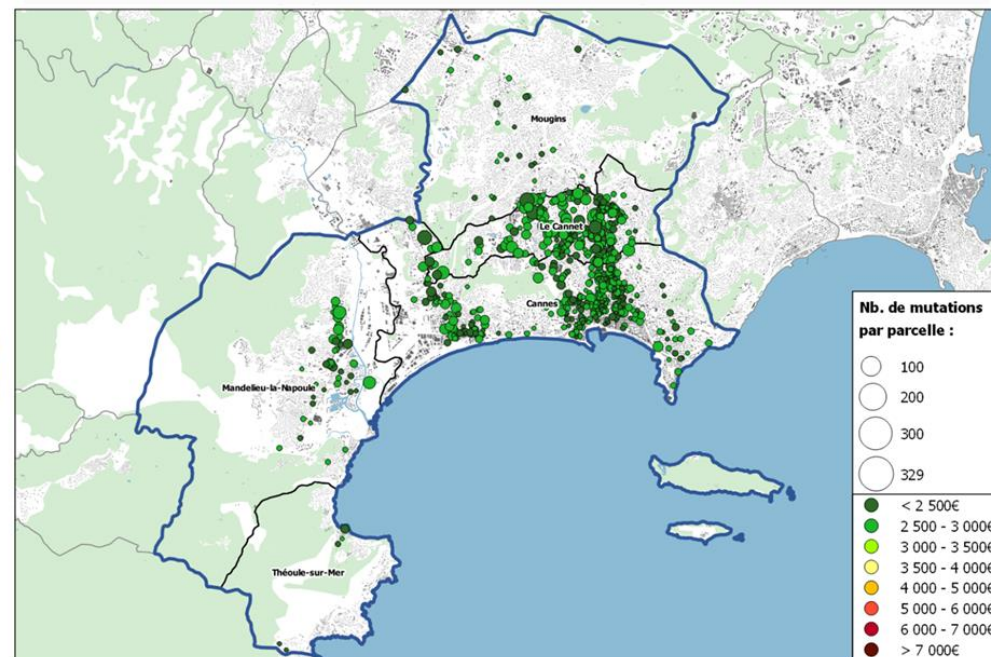 Mougins
Le Cannet
Cannes
Mandelieu-la-Napoule
Théoule-sur-Mer
Nb. de mutations
par parcelle :
100
200
300
329
< 2 500€
2 500 - 3 000€
3 000 - 3 500€
3 500 - 4 000€
4 000 - 5 000€
5 000 - 6 000€
6 000 - 7 000€
> 7 000€